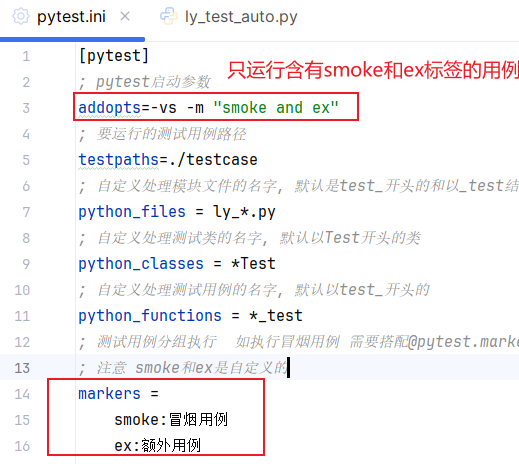 pytest.ini
ly_test_auto.py
1 [pytest]
只运行含有smoke和ex标签的用例
2 ; pytest启动参数
3 addopts=-vs -m "smoke and ex"
4 ; 要运行的测试用例路径
5 testpaths=./testcase
6 ; 自定义处理模块文件的名字, 默认是test_开头的和以_test结
7 python_files = ly_*.py
8 ; 自定义处理测试类的名字, 默认以Test开头的类
9 python_classes = *Test
10 ; 自定义处理测试用例的名字, 默认以test_开头的
11 python_functions = *_test
12 ; 测试用例分组执行 如执行冒烟用例 需要搭配@pytest.marke
13 ; 注意 smoke和ex是自定义的
14 markers =
15 smoke:冒烟用例
16 ex:额外用例